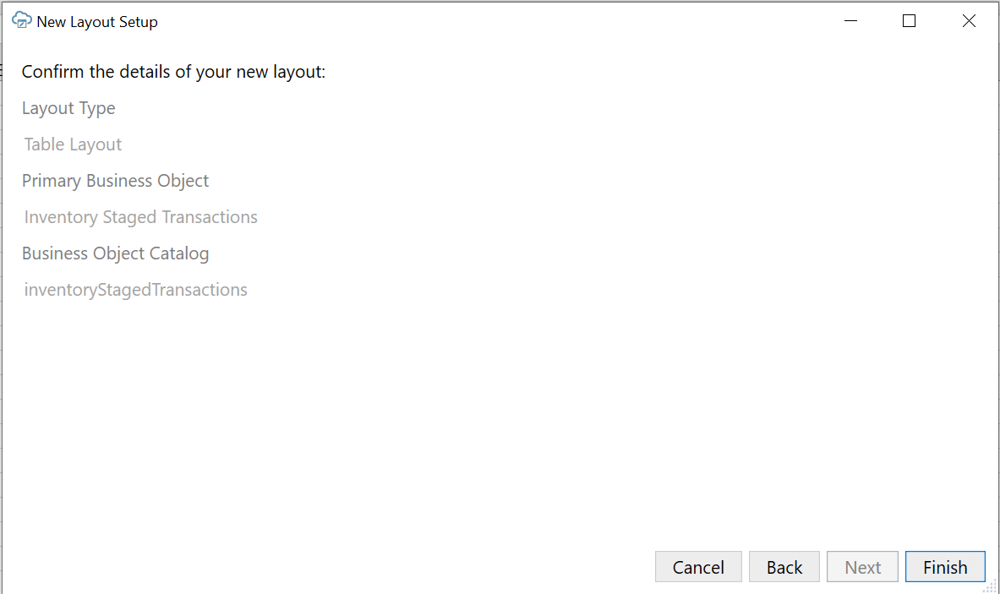 New Layout Setup
Confirm the details of your new layout:
Layout Type
Table Layout
Primary Business Object
Inventory Staged Transactions
Business Object Catalog
inventoryStagedTransactions
Cancel Back Next Finish